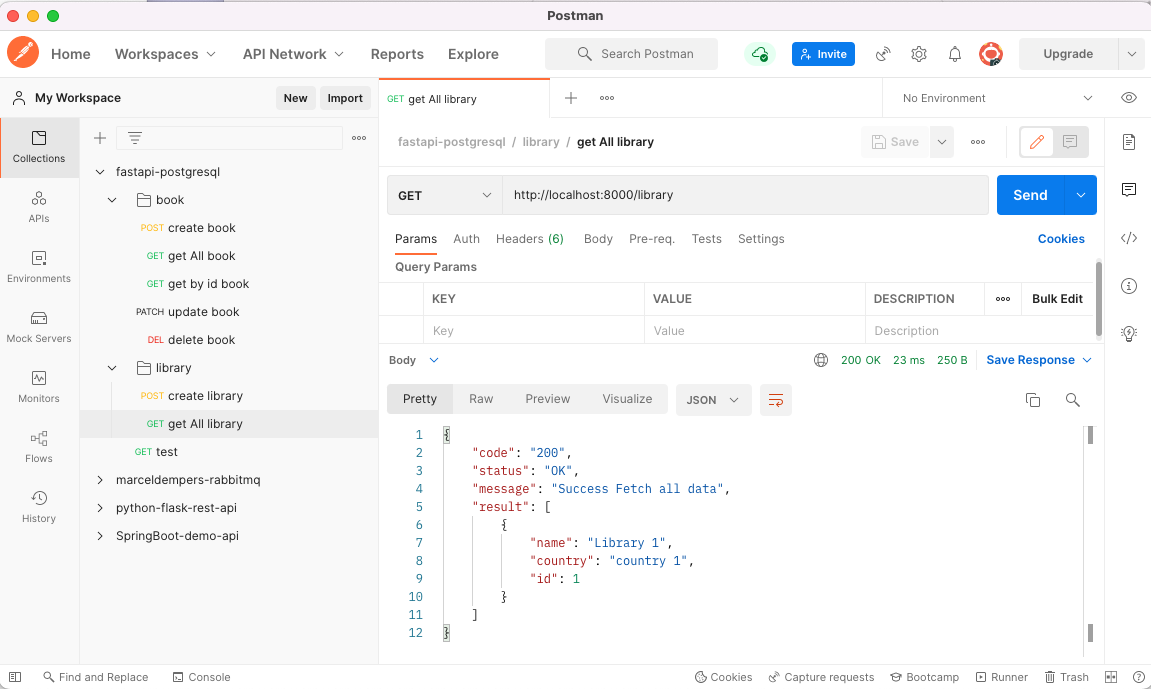 Postman
Home Workspaces API Network Reports Explore Search Postman Invite Upgrade
My Workspace New Import
GET get All library
No Environment
Collections
APIs
Environments
Mock Servers
Monitors
Flows
History
fastapi-postgresql
book
POST create book
GET get All book
GET get by id book
PATCH update book
DEL delete book
library
POST create library
GET get All library
GET test
marceldempers-rabbitmq
python-flask-rest-api
SpringBoot-demo-api
fastapi-postgresql / library / get All library
Save
GET http://localhost:8000/library Send
Params Auth Headers (6) Body Pre-req. Tests Settings Cookies
Query Params
KEY VALUE DESCRIPTION Bulk Edit
Key Value Description
Body 200 OK 23 ms 250 B Save Response
Pretty Raw Preview Visualize JSON
1 {
2 "code": "200",
3 "status": "OK",
4 "message": "Success Fetch all data",
5 "result": [
6 {
7 "name": "Library 1",
8 "country": "country 1",
9 "id": 1
10 }
11 ]
12 }
Find and Replace Console Cookies Capture requests Bootcamp Runner Trash